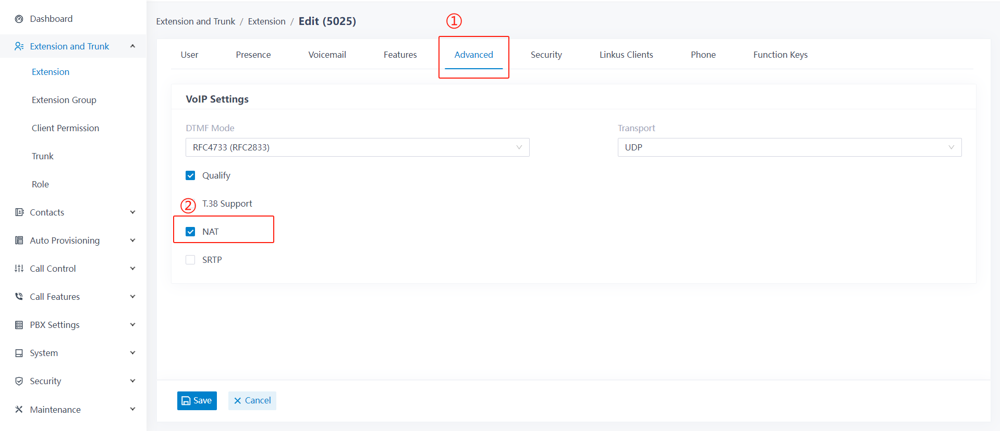 Dashboard
Extension and Trunk
Extension
Extension Group
Client Permission
Trunk
Role
Contacts
Auto Provisioning
Call Control
Call Features
PBX Settings
System
Security
Maintenance
Extension and Trunk / Extension / Edit (5025)
①
User Presence Voicemail Features Advanced Security Linkus Clients Phone Function Keys
VoIP Settings
DTMF Mode Transport
RFC4733 (RFC2833) UDP
Qualify
② T.38 Support
NAT
SRTP
Save Cancel